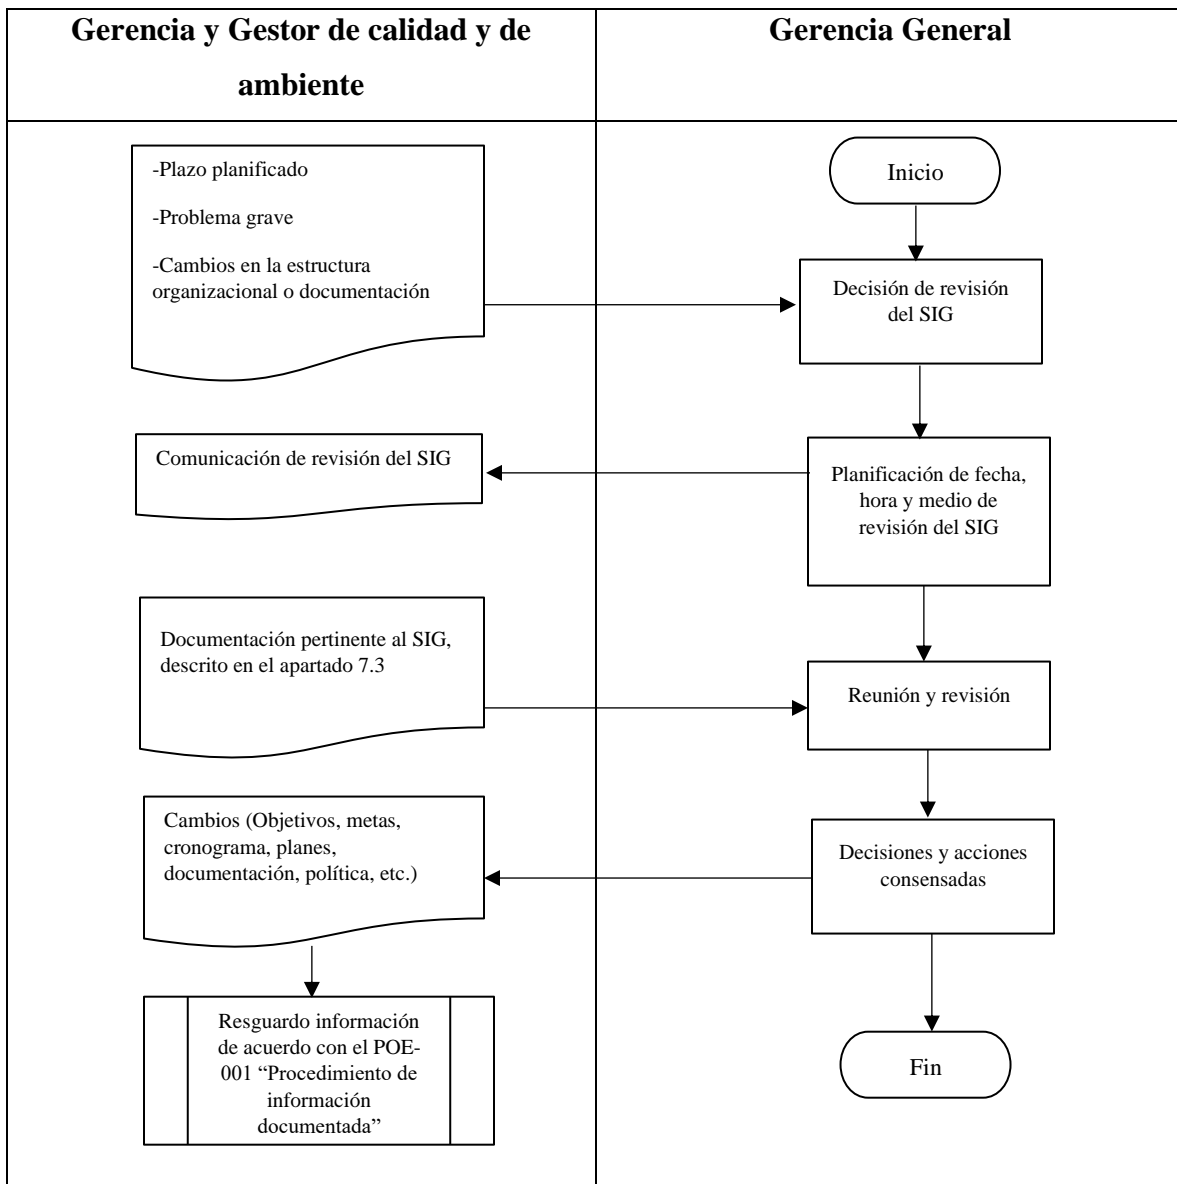 Gerencia y Gestor de calidad y de
ambiente
Gerencia General
-Plazo planificado
-Problema grave
-Cambios en la estructura
organizacional o documentación
Inicio
Decisión de revisión
del SIG
Comunicación de revisión del SIG
Planificación de fecha,
hora y medio de
revisión del SIG
Documentación pertinente al SIG,
descrito en el apartado 7.3
Reunión y revisión
Cambios (Objetivos, metas,
cronograma, planes,
documentación, política, etc.)
Decisiones y acciones
consensadas
Resguardo información
de acuerdo con el POE-
001 “Procedimiento de
información
documentada”
Fin